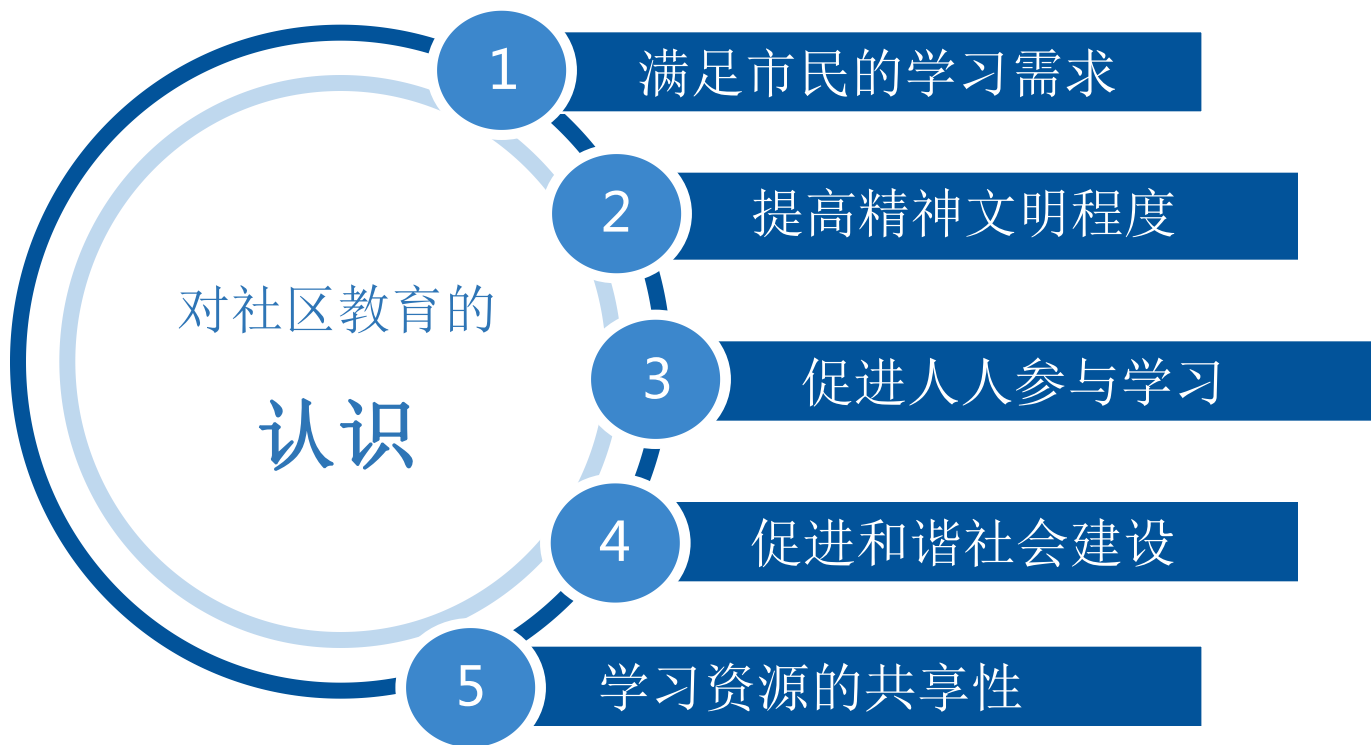 1
满足市民的学习需求
2
提高精神文明程度
对社区教育的
认识
3
促进人人参与学习
4
促进和谐社会建设
5
学习资源的共享性